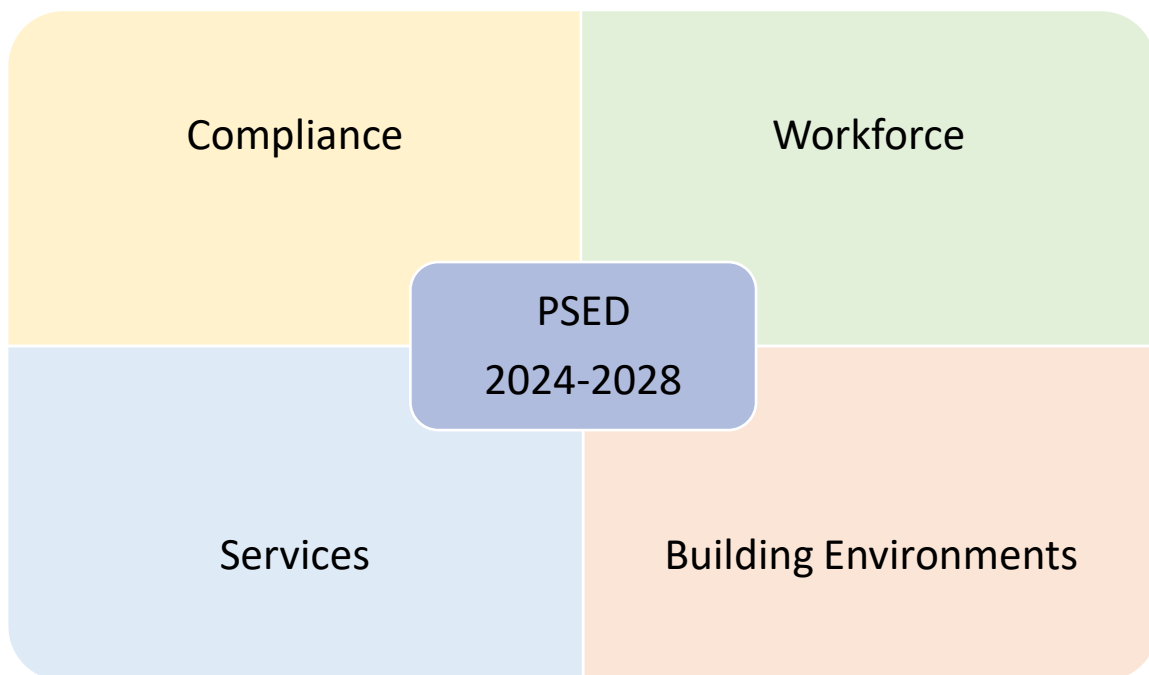 Compliance
Workforce
PSED
2024-2028
Services
Building Environments